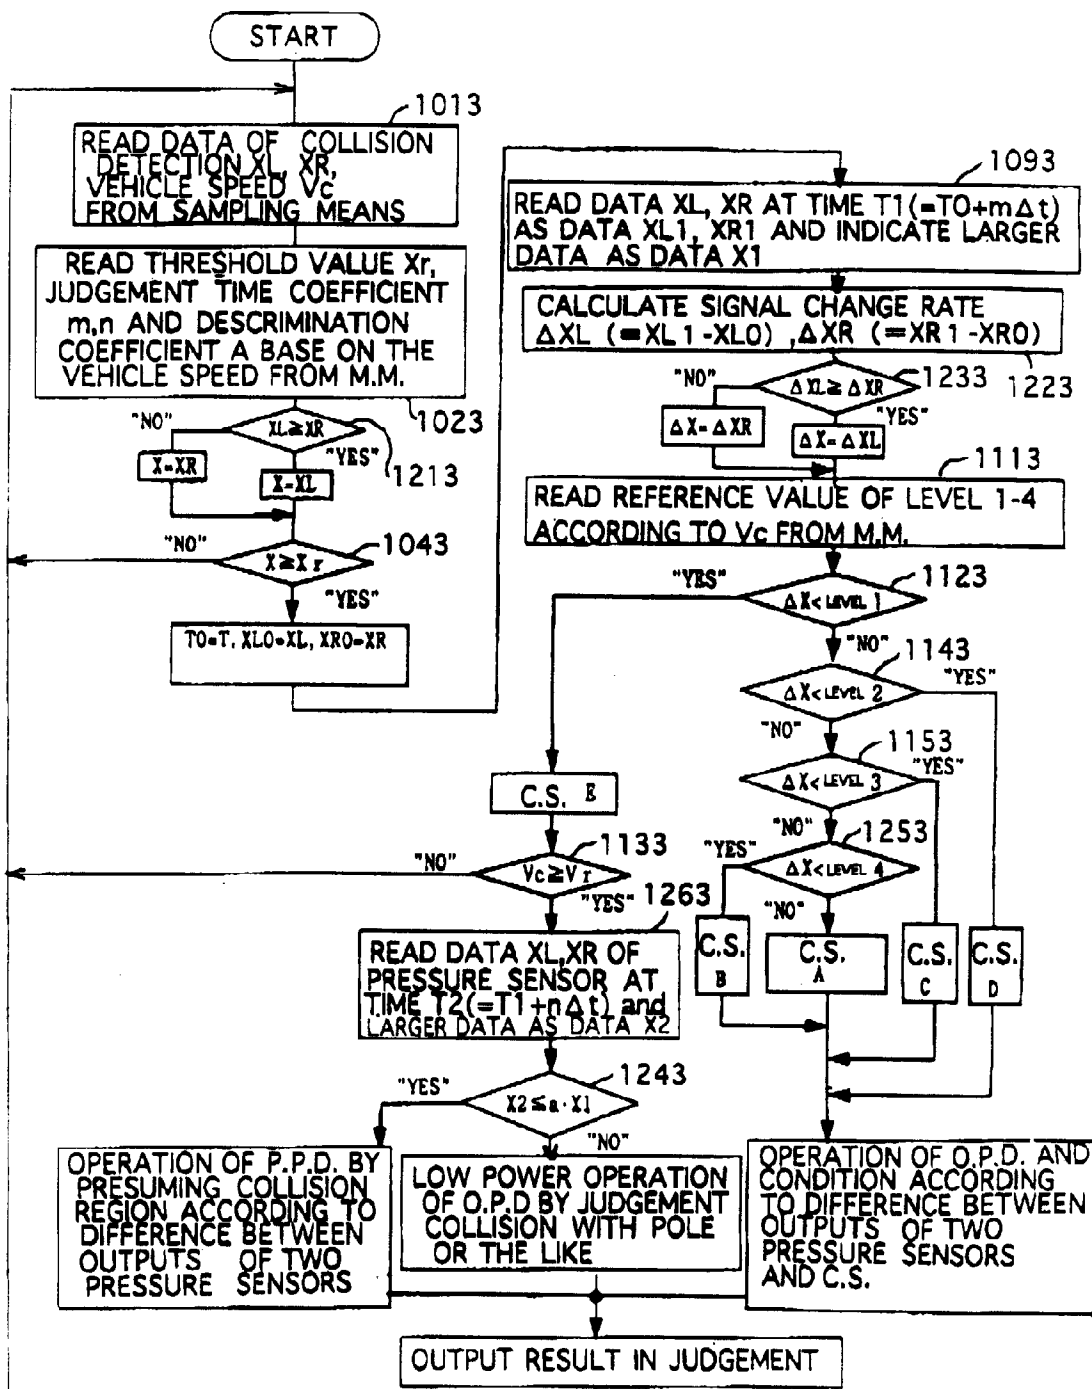 START
1013
READ DATA OF COLLISION
DETECTION XL, XR,
VEHICLE SPEED Vc
FROM SAMPLING MEANS
READ THRESHOLD VALUE Xr,
JUDGEMENT TIME COEFFICIENT
m,n AND DESCRIMINATION
COEFFICIENT A BASE ON THE
VEHICLE SPEED FROM M.M.
1023
"NO"
XL≧XR
"YES"
1213
X=XR
X=XL
"NO"
1043
X≧Xr
"YES"
T0=T, XL0=XL, XR0=XR
1093
READ DATA XL, XR AT TIME T1(=T0+mΔt)
AS DATA XL1, XR1 AND INDICATE LARGER
DATA AS DATA X1
CALCULATE SIGNAL CHANGE RATE
ΔXL (=XL1-XL0) ,ΔXR (=XR1-XR0)
1223
1233
"NO"
ΔXL≧ΔXR
"YES"
ΔX=ΔXR
ΔX=ΔXL
1113
READ REFERENCE VALUE OF LEVEL 1-4
ACCORDING TO Vc FROM M.M.
"YES"
1123
ΔX< LEVEL 1
"NO"
1143
"YES"
ΔX< LEVEL 2
"NO"
1153
"YES"
ΔX< LEVEL 3
"NO"
1253
"YES"
ΔX< LEVEL 4
"NO"
C.S. E
1133
"NO"
Vc≧Vr
"YES"
1263
READ DATA XL,XR OF
PRESSURE SENSOR AT
TIME T2(=T1+nΔt) and
LARGER DATA AS DATA X2
C.S.
B
C.S.
A
C.S.
C
C.S.
D
1243
"YES"
X2≦a·X1
"NO"
OPERATION OF P.P.D. BY
PRESUMING COLLISION
REGION ACCORDING TO
DIFFERENCE BETWEEN
OUTPUTS OF TWO
PRESSURE SENSORS
LOW POWER OPERATION
OF O.P.D BY JUDGEMENT
COLLISION WITH POLE
OR THE LIKE
OPERATION OF O.P.D. AND
CONDITION ACCORDING
TO DIFFERENCE BETWEEN
OUTPUTS OF TWO
PRESSURE SENSORS
AND C.S.
OUTPUT RESULT IN JUDGEMENT